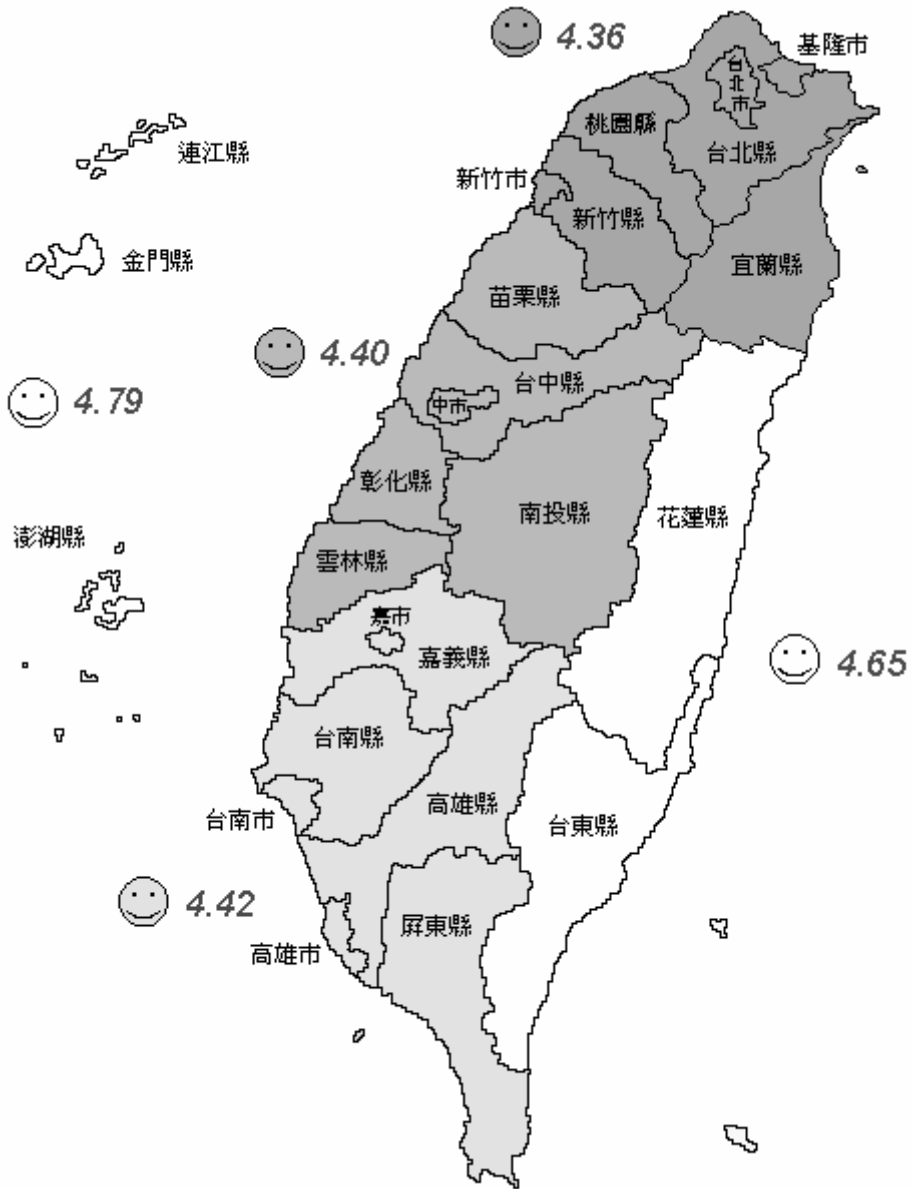 4.36
基隆市
台北市
桃園縣
台北縣
連江縣
新竹市
新竹縣
金門縣
宜蘭縣
苗栗縣
4.40
台中縣
4.79
中市
彰化縣
南投縣
花蓮縣
澎湖縣
雲林縣
嘉市
嘉義縣
4.65
台南縣
高雄縣
台南市
台東縣
4.42
屏東縣
高雄市